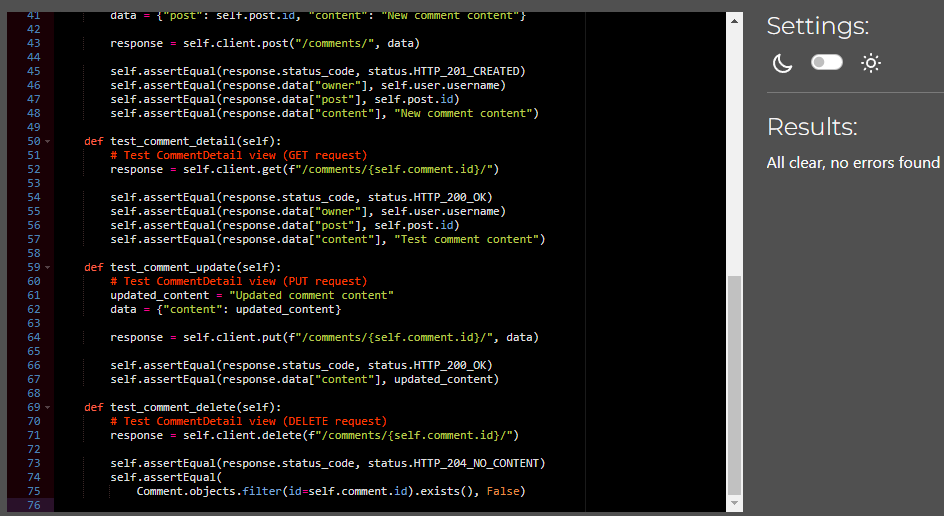 41 data = {"post": self.post.id, "content": "New comment content"}
42
43 response = self.client.post("/comments/", data)
44
45 self.assertEqual(response.status_code, status.HTTP_201_CREATED)
46 self.assertEqual(response.data["owner"], self.user.username)
47 self.assertEqual(response.data["post"], self.post.id)
48 self.assertEqual(response.data["content"], "New comment content")
49
50 def test_comment_detail(self):
51 # Test CommentDetail view (GET request)
52 response = self.client.get(f"/comments/{self.comment.id}/")
53
54 self.assertEqual(response.status_code, status.HTTP_200_OK)
55 self.assertEqual(response.data["owner"], self.user.username)
56 self.assertEqual(response.data["post"], self.post.id)
57 self.assertEqual(response.data["content"], "Test comment content")
58
59 def test_comment_update(self):
60 # Test CommentDetail view (PUT request)
61 updated_content = "Updated comment content"
62 data = {"content": updated_content}
63
64 response = self.client.put(f"/comments/{self.comment.id}/", data)
65
66 self.assertEqual(response.status_code, status.HTTP_200_OK)
67 self.assertEqual(response.data["content"], updated_content)
68
69 def test_comment_delete(self):
70 # Test CommentDetail view (DELETE request)
71 response = self.client.delete(f"/comments/{self.comment.id}/")
72
73 self.assertEqual(response.status_code, status.HTTP_204_NO_CONTENT)
74 self.assertEqual(
75 Comment.objects.filter(id=self.comment.id).exists(), False)
76
Settings:
Results:
All clear, no errors found